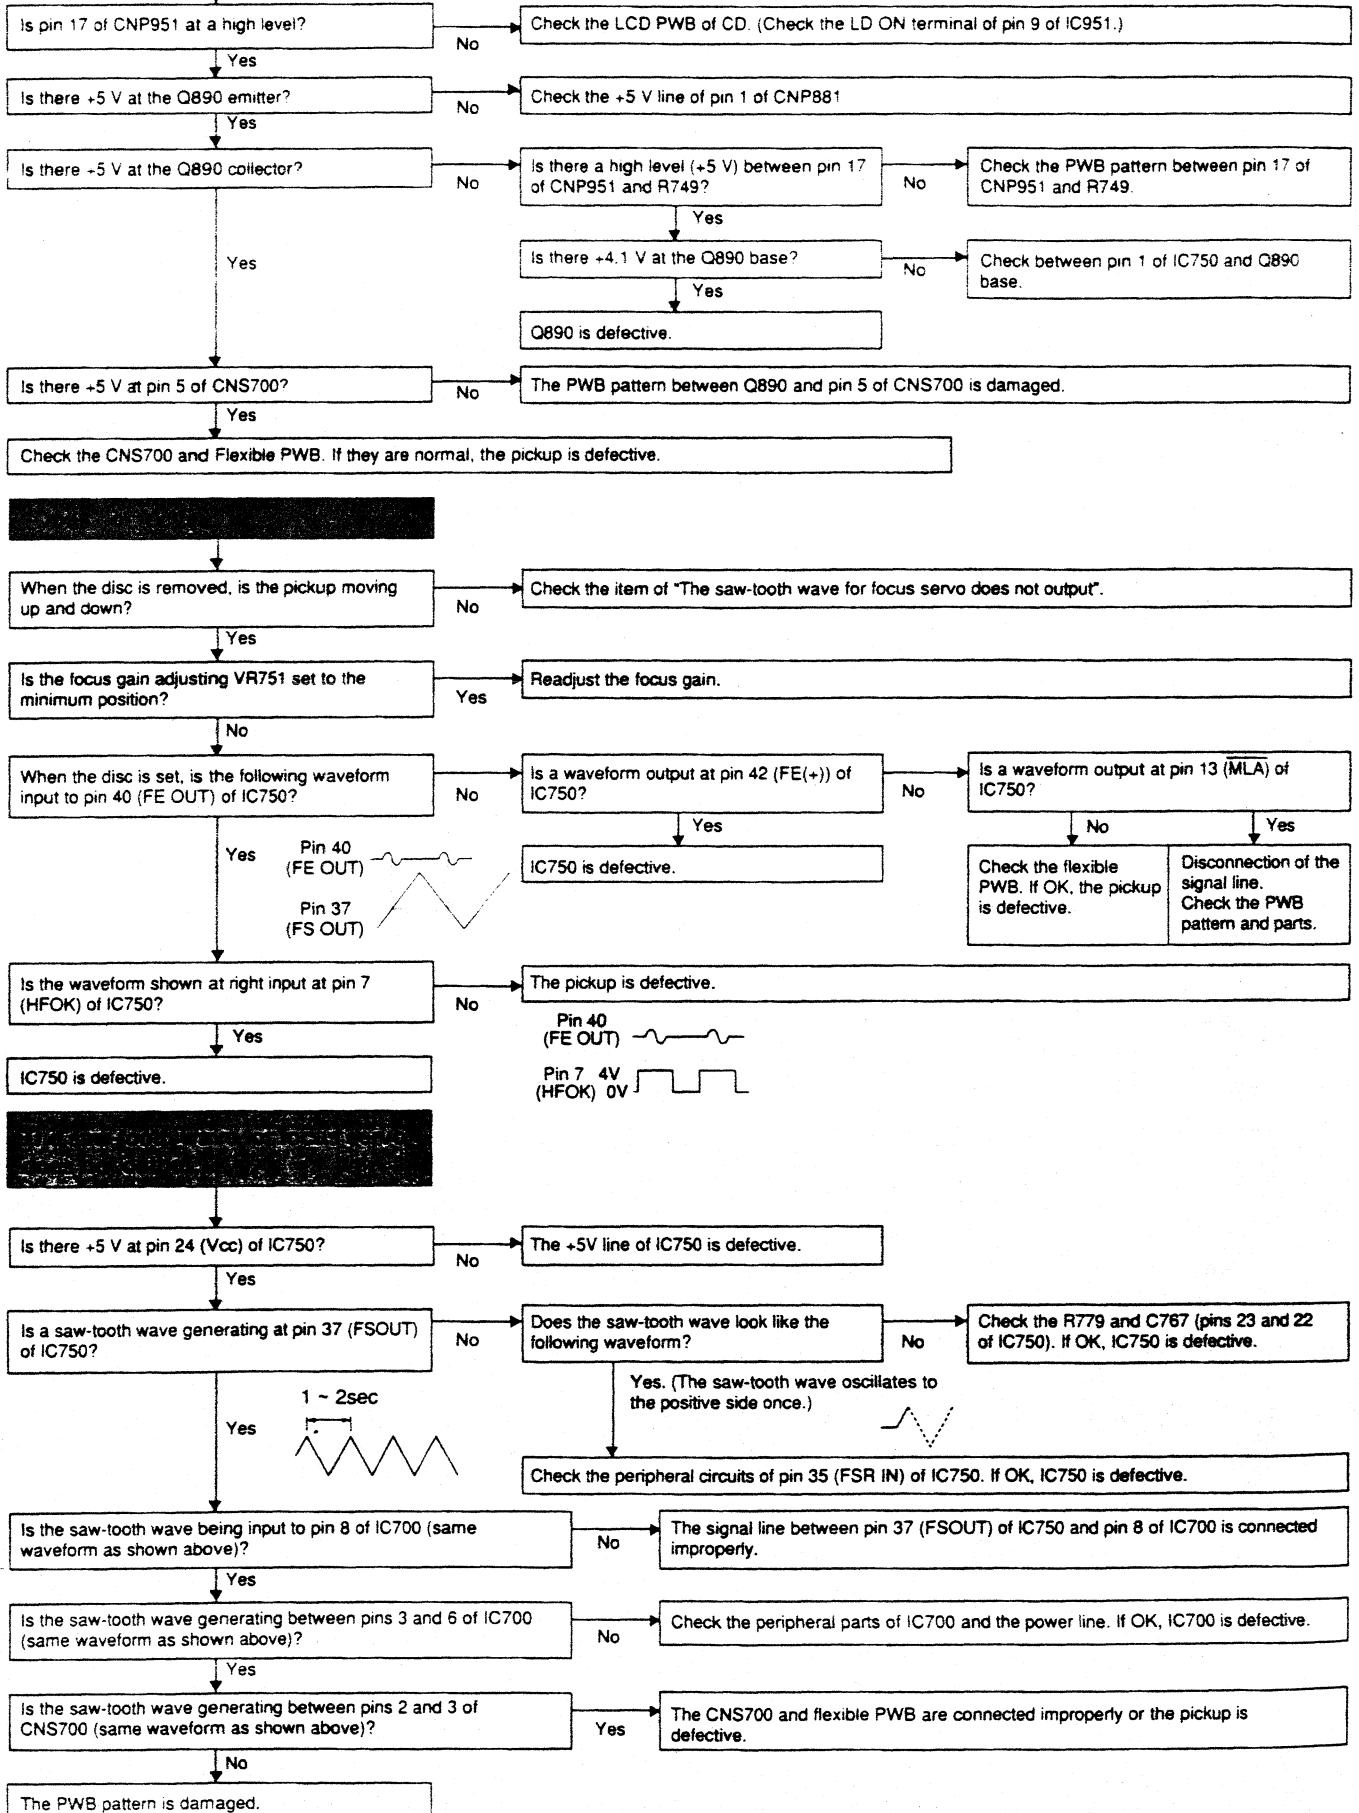 Is pin 17 of CNP951 at a high level?
No
Check the LCD PWB of CD. (Check the LD ON terminal of pin 9 of IC951.)
Yes
Is there +5 V at the Q890 emitter?
No
Check the +5 V line of pin 1 of CNP881
Yes
Is there +5 V at the Q890 collector?
No
Is there a high level (+5 V) between pin 17
of CNP951 and R749?
No
Check the PWB pattern between pin 17 of
CNP951 and R749.
Yes
Yes
Is there +4.1 V at the Q890 base?
No
Check between pin 1 of IC750 and Q890
base.
Yes
Q890 is defective.
Is there +5 V at pin 5 of CNS700?
No
The PWB pattern between Q890 and pin 5 of CNS700 is damaged.
Yes
Check the CNS700 and Flexible PWB. If they are normal, the pickup is defective.
When the disc is removed, is the pickup moving
up and down?
No
Check the item of "The saw-tooth wave for focus servo does not output".
Yes
Is the focus gain adjusting VR751 set to the
minimum position?
Yes
Readjust the focus gain.
No
When the disc is set, is the following waveform
input to pin 40 (FE OUT) of IC750?
No
Is a waveform output at pin 42 (FE(+)) of
IC750?
No
Is a waveform output at pin 13 (MLA) of
IC750?
Yes
Pin 40
(FE OUT)
Pin 37
(FS OUT)
Yes
IC750 is defective.
No
Check the flexible
PWB. If OK, the pickup
is defective.
Yes
Disconnection of the
signal line.
Check the PWB
pattern and parts.
Is the waveform shown at right input at pin 7
(HFOK) of IC750?
No
The pickup is defective.
Yes
Pin 40
(FE OUT)
Pin 7 4V
(HFOK) 0V
IC750 is defective.
Is there +5 V at pin 24 (Vcc) of IC750?
No
The +5V line of IC750 is defective.
Yes
Is a saw-tooth wave generating at pin 37 (FSOUT)
of IC750?
No
Does the saw-tooth wave look like the
following waveform?
No
Check the R779 and C767 (pins 23 and 22
of IC750). If OK, IC750 is defective.
Yes
1 ~ 2sec
Yes. (The saw-tooth wave oscillates to
the positive side once.)
Check the peripheral circuits of pin 35 (FSR IN) of IC750. If OK, IC750 is defective.
Is the saw-tooth wave being input to pin 8 of IC700 (same
waveform as shown above)?
No
The signal line between pin 37 (FSOUT) of IC750 and pin 8 of IC700 is connected
improperly.
Yes
Is the saw-tooth wave generating between pins 3 and 6 of IC700
(same waveform as shown above)?
No
Check the peripheral parts of IC700 and the power line. If OK, IC700 is defective.
Yes
Is the saw-tooth wave generating between pins 2 and 3 of
CNS700 (same waveform as shown above)?
Yes
The CNS700 and flexible PWB are connected improperly or the pickup is
defective.
No
The PWB pattern is damaged.